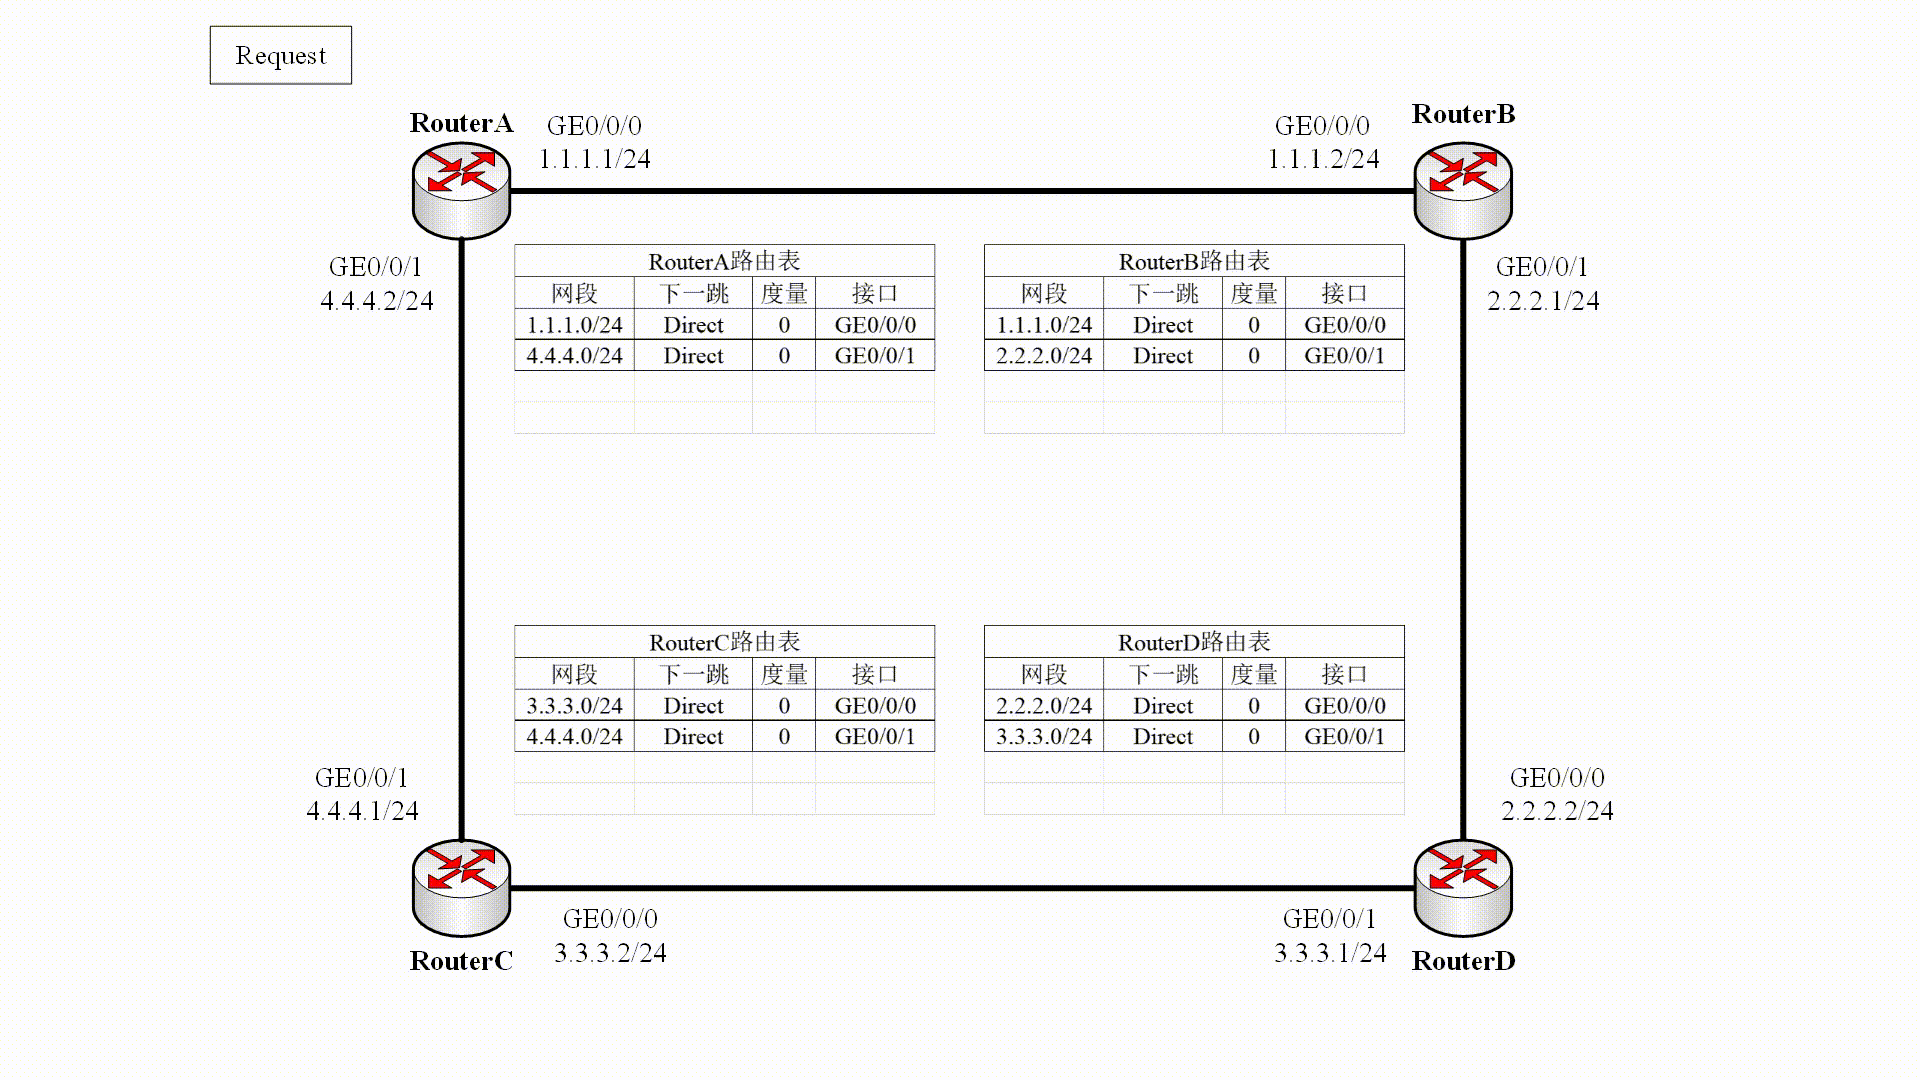 Request
RouterA
GE0/0/0
1.1.1.1/24
GE0/0/0
1.1.1.2/24
RouterB
GE0/0/1
4.4.4.2/24
RouterA路由表
网段 下一跳 度量 接口
1.1.1.0/24 Direct 0 GE0/0/0
4.4.4.0/24 Direct 0 GE0/0/1
RouterB路由表
网段 下一跳 度量 接口
1.1.1.0/24 Direct 0 GE0/0/0
2.2.2.0/24 Direct 0 GE0/0/1
GE0/0/1
2.2.2.1/24
RouterC路由表
网段 下一跳 度量 接口
3.3.3.0/24 Direct 0 GE0/0/0
4.4.4.0/24 Direct 0 GE0/0/1
RouterD路由表
网段 下一跳 度量 接口
2.2.2.0/24 Direct 0 GE0/0/0
3.3.3.0/24 Direct 0 GE0/0/1
GE0/0/1
4.4.4.1/24
GE0/0/0
2.2.2.2/24
RouterC
GE0/0/0
3.3.3.2/24
GE0/0/1
3.3.3.1/24
RouterD